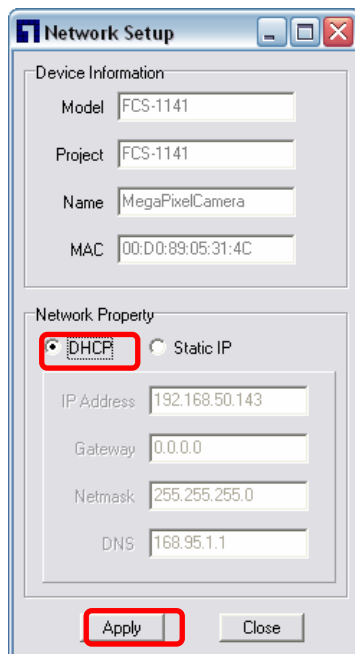 Network Setup
Device Information
Model FCS-1141
Project FCS-1141
Name MegaPixelCamera
MAC 00:D0:89:05:31:4C
Network Property
DHCP Static IP
IP Address 192.168.50.143
Gateway 0.0.0.0
Netmask 255.255.255.0
DNS 168.95.1.1
Apply Close